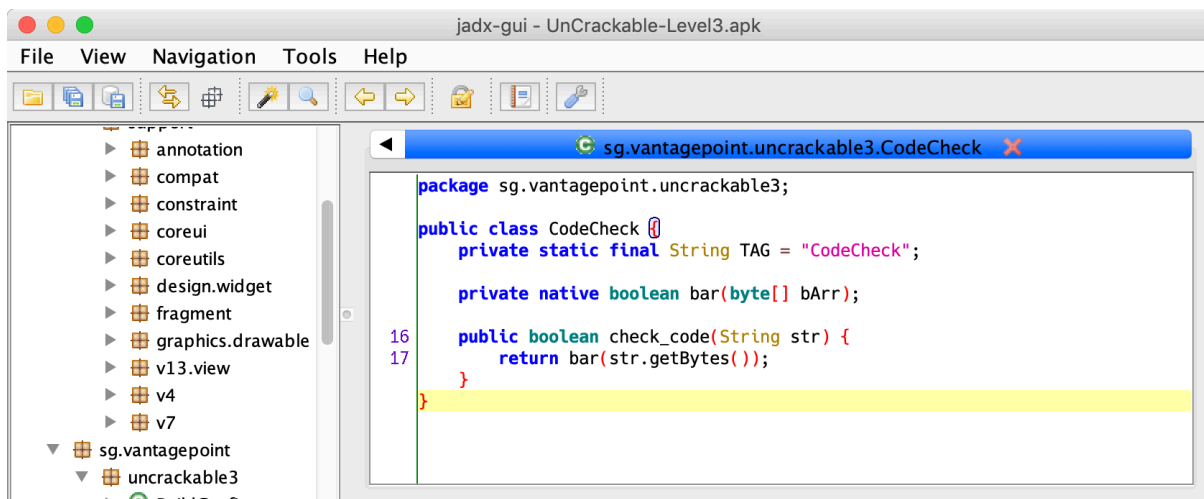 jadx-gui - UnCrackable-Level3.apk
File View Navigation Tools Help
support
annotation
compat
constraint
coreui
coreutils
design.widget
fragment
graphics.drawable
v13.view
v4
v7
sg.vantagepoint
uncrackable3
C sg.vantagepoint.uncrackable3.CodeCheck
package sg.vantagepoint.uncrackable3;
public class CodeCheck {
private static final String TAG = "CodeCheck";
private native boolean bar(byte[] bArr);
16 public boolean check_code(String str) {
17 return bar(str.getBytes());
}
}